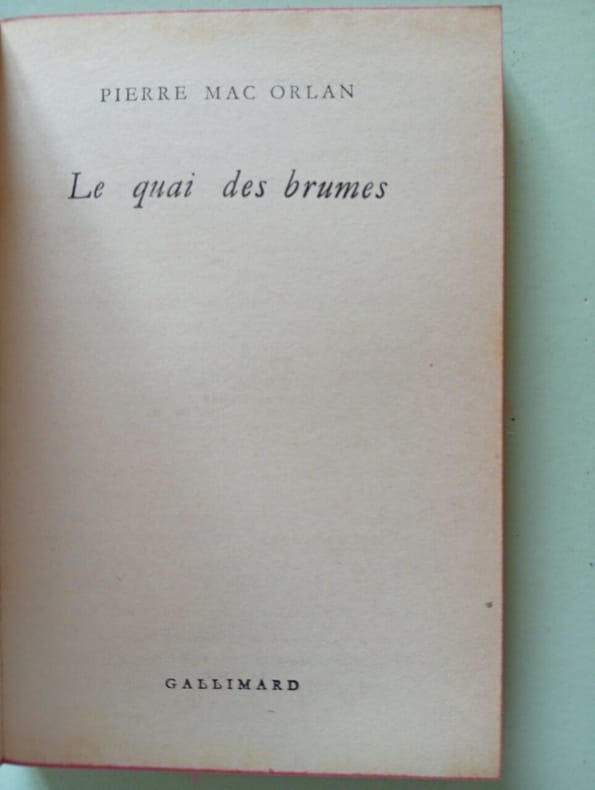 PIERRE MAC ORLAN
Le quai des brumes
GALLIMARD